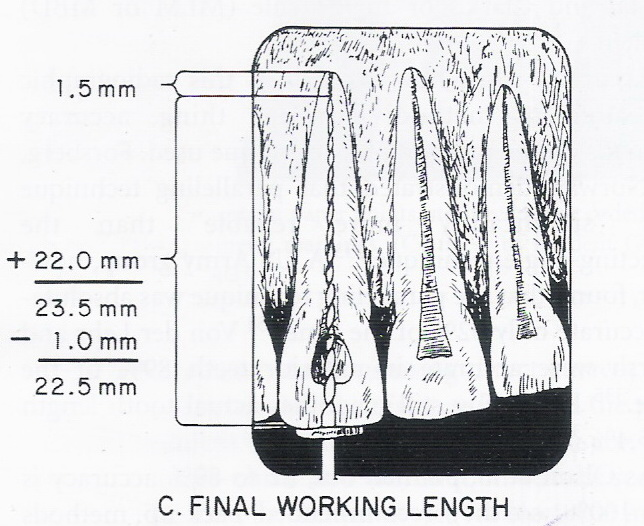 1.5 mm
+ 22.0 mm
23.5 mm
− 1.0 mm
22.5 mm
C. FINAL WORKING LENGTH